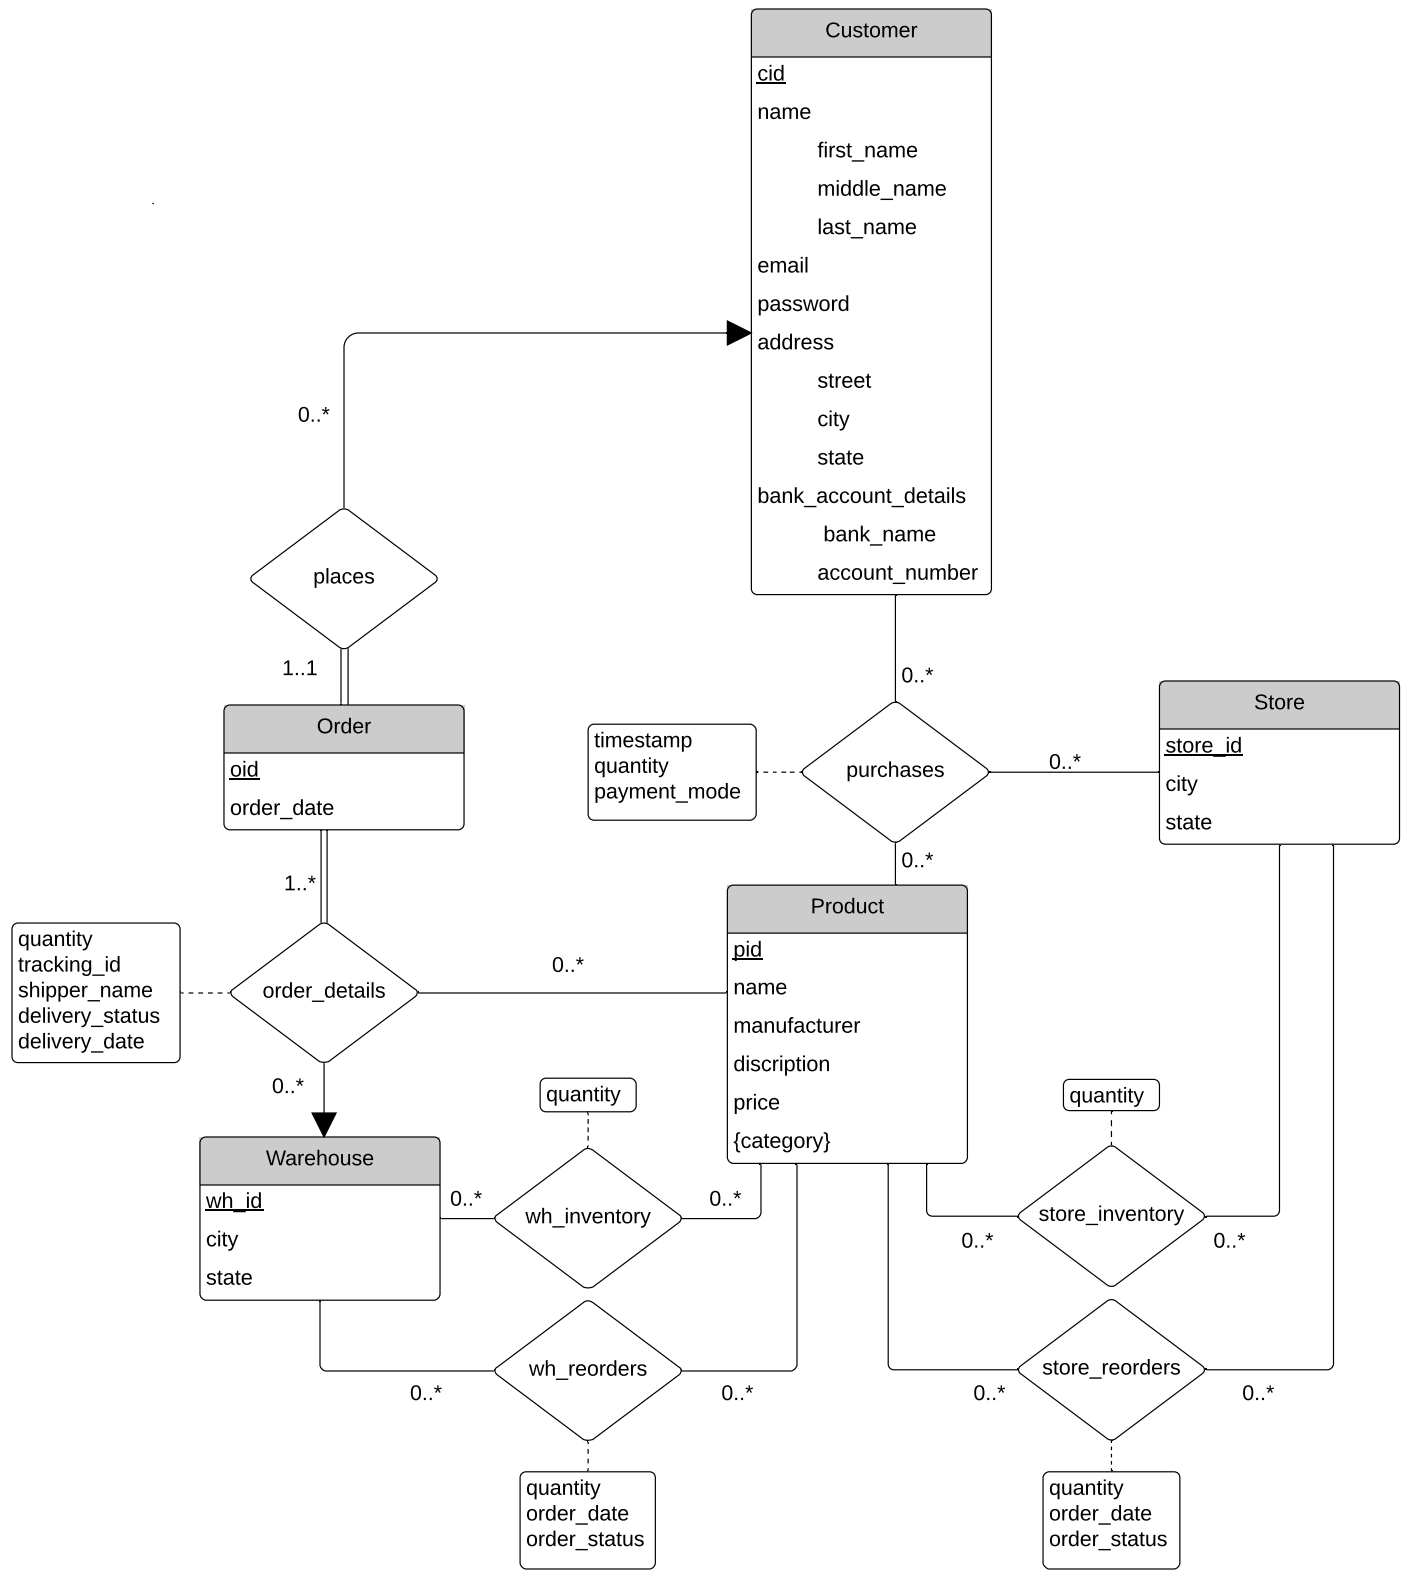 Customer
cid
name
first_name
middle_name
last_name
email
password
address
street
city
state
bank_account_details
bank_name
account_number
0..*
places
1..1
Order
oid
order_date
1..*
quantity
tracking_id
shipper_name
delivery_status
delivery_date
order_details
0..*
0..*
0..*
timestamp
quantity
payment_mode
purchases
0..*
0..*
Store
store_id
city
state
Product
pid
name
manufacturer
discription
price
{category}
Warehouse
wh_id
city
state
quantity
0..*
wh_inventory
0..*
0..*
wh_reorders
0..*
quantity
order_date
order_status
quantity
store_inventory
0..*
0..*
store_reorders
0..*
0..*
quantity
order_date
order_status